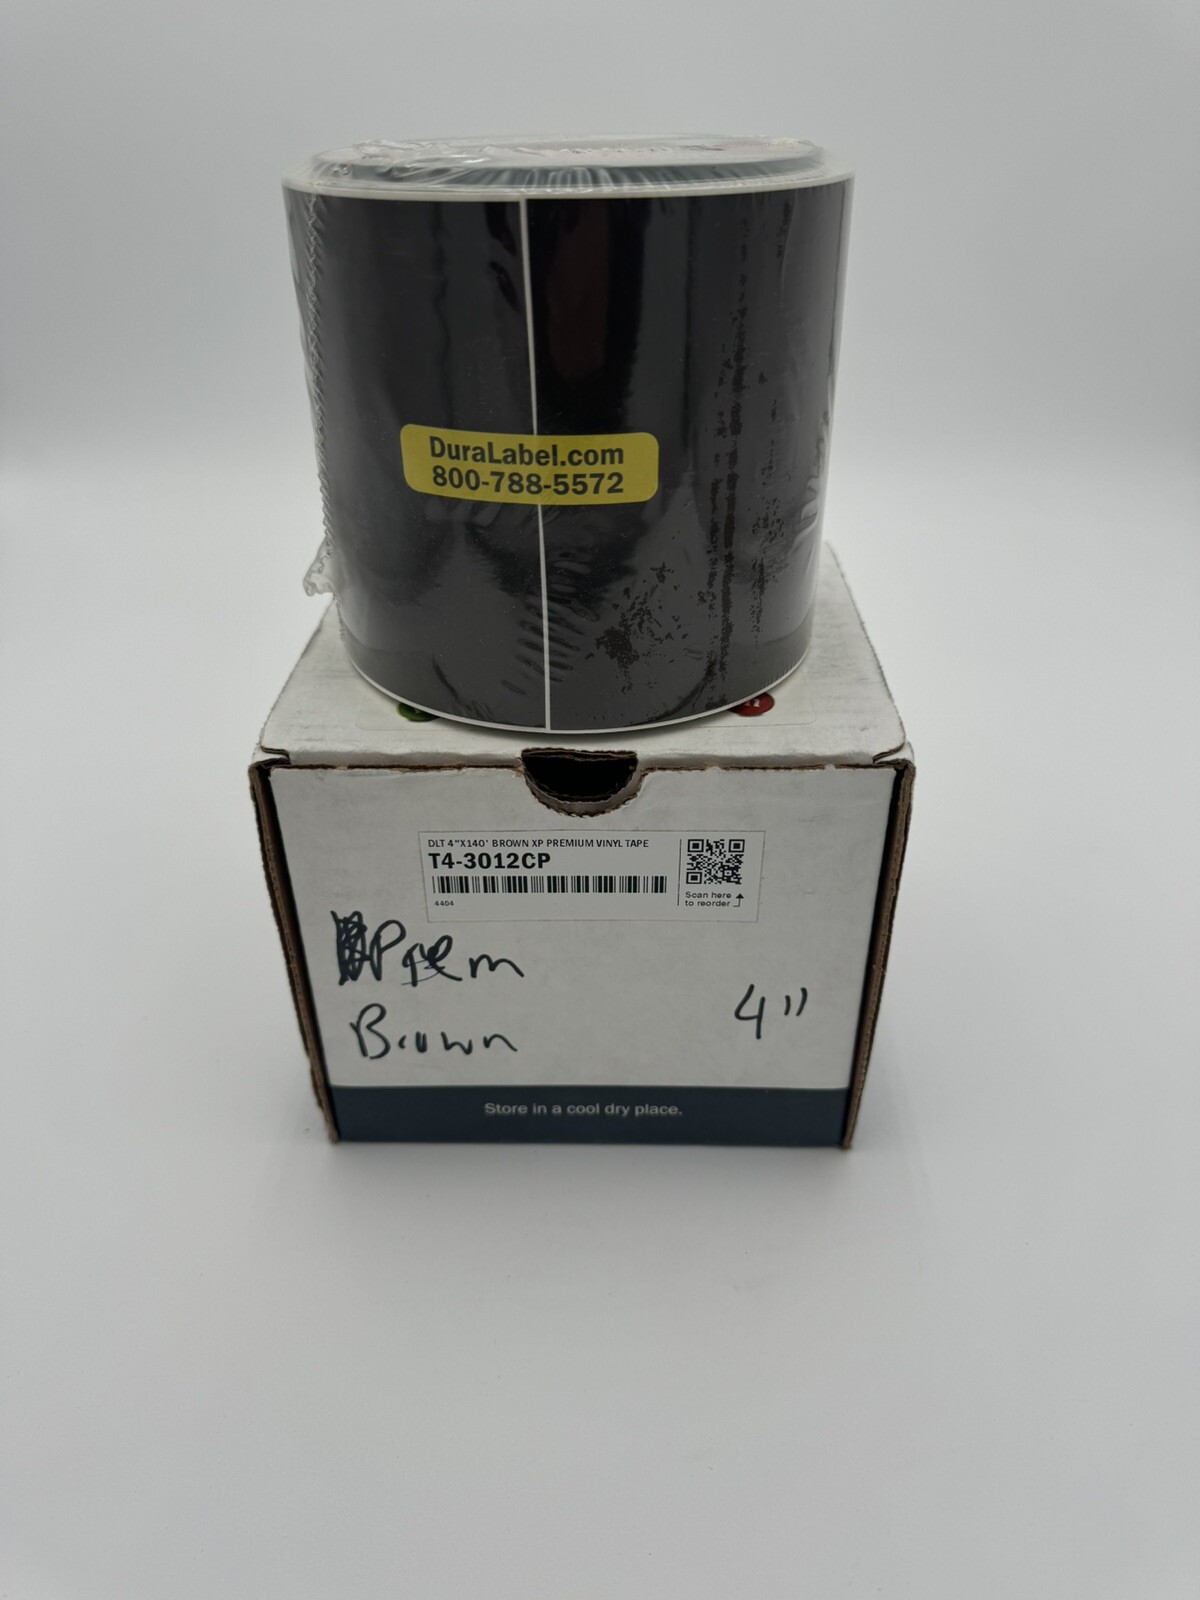 DuraLabel.com
800-788-5572
DLT 4"X140' BROWN XP PREMIUM VINYL TAPE
T4-3012CP
4404
Scan here
to reorder
Prem
Brown
4"
Store in a cool dry place.